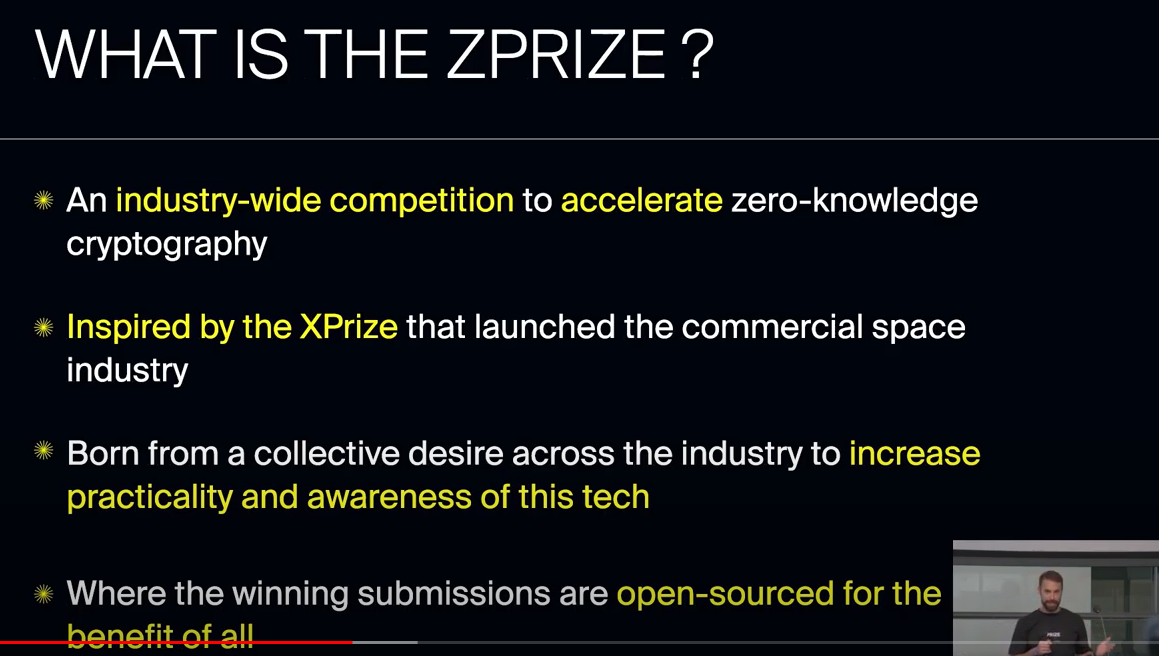 WHAT IS THE ZPRIZE ?
An industry-wide competition to accelerate zero-knowledge
cryptography
Inspired by the XPrize that launched the commercial space
industry
Born from a collective desire across the industry to increase
practicality and awareness of this tech
Where the winning submissions are open-sourced for the
benefit of all